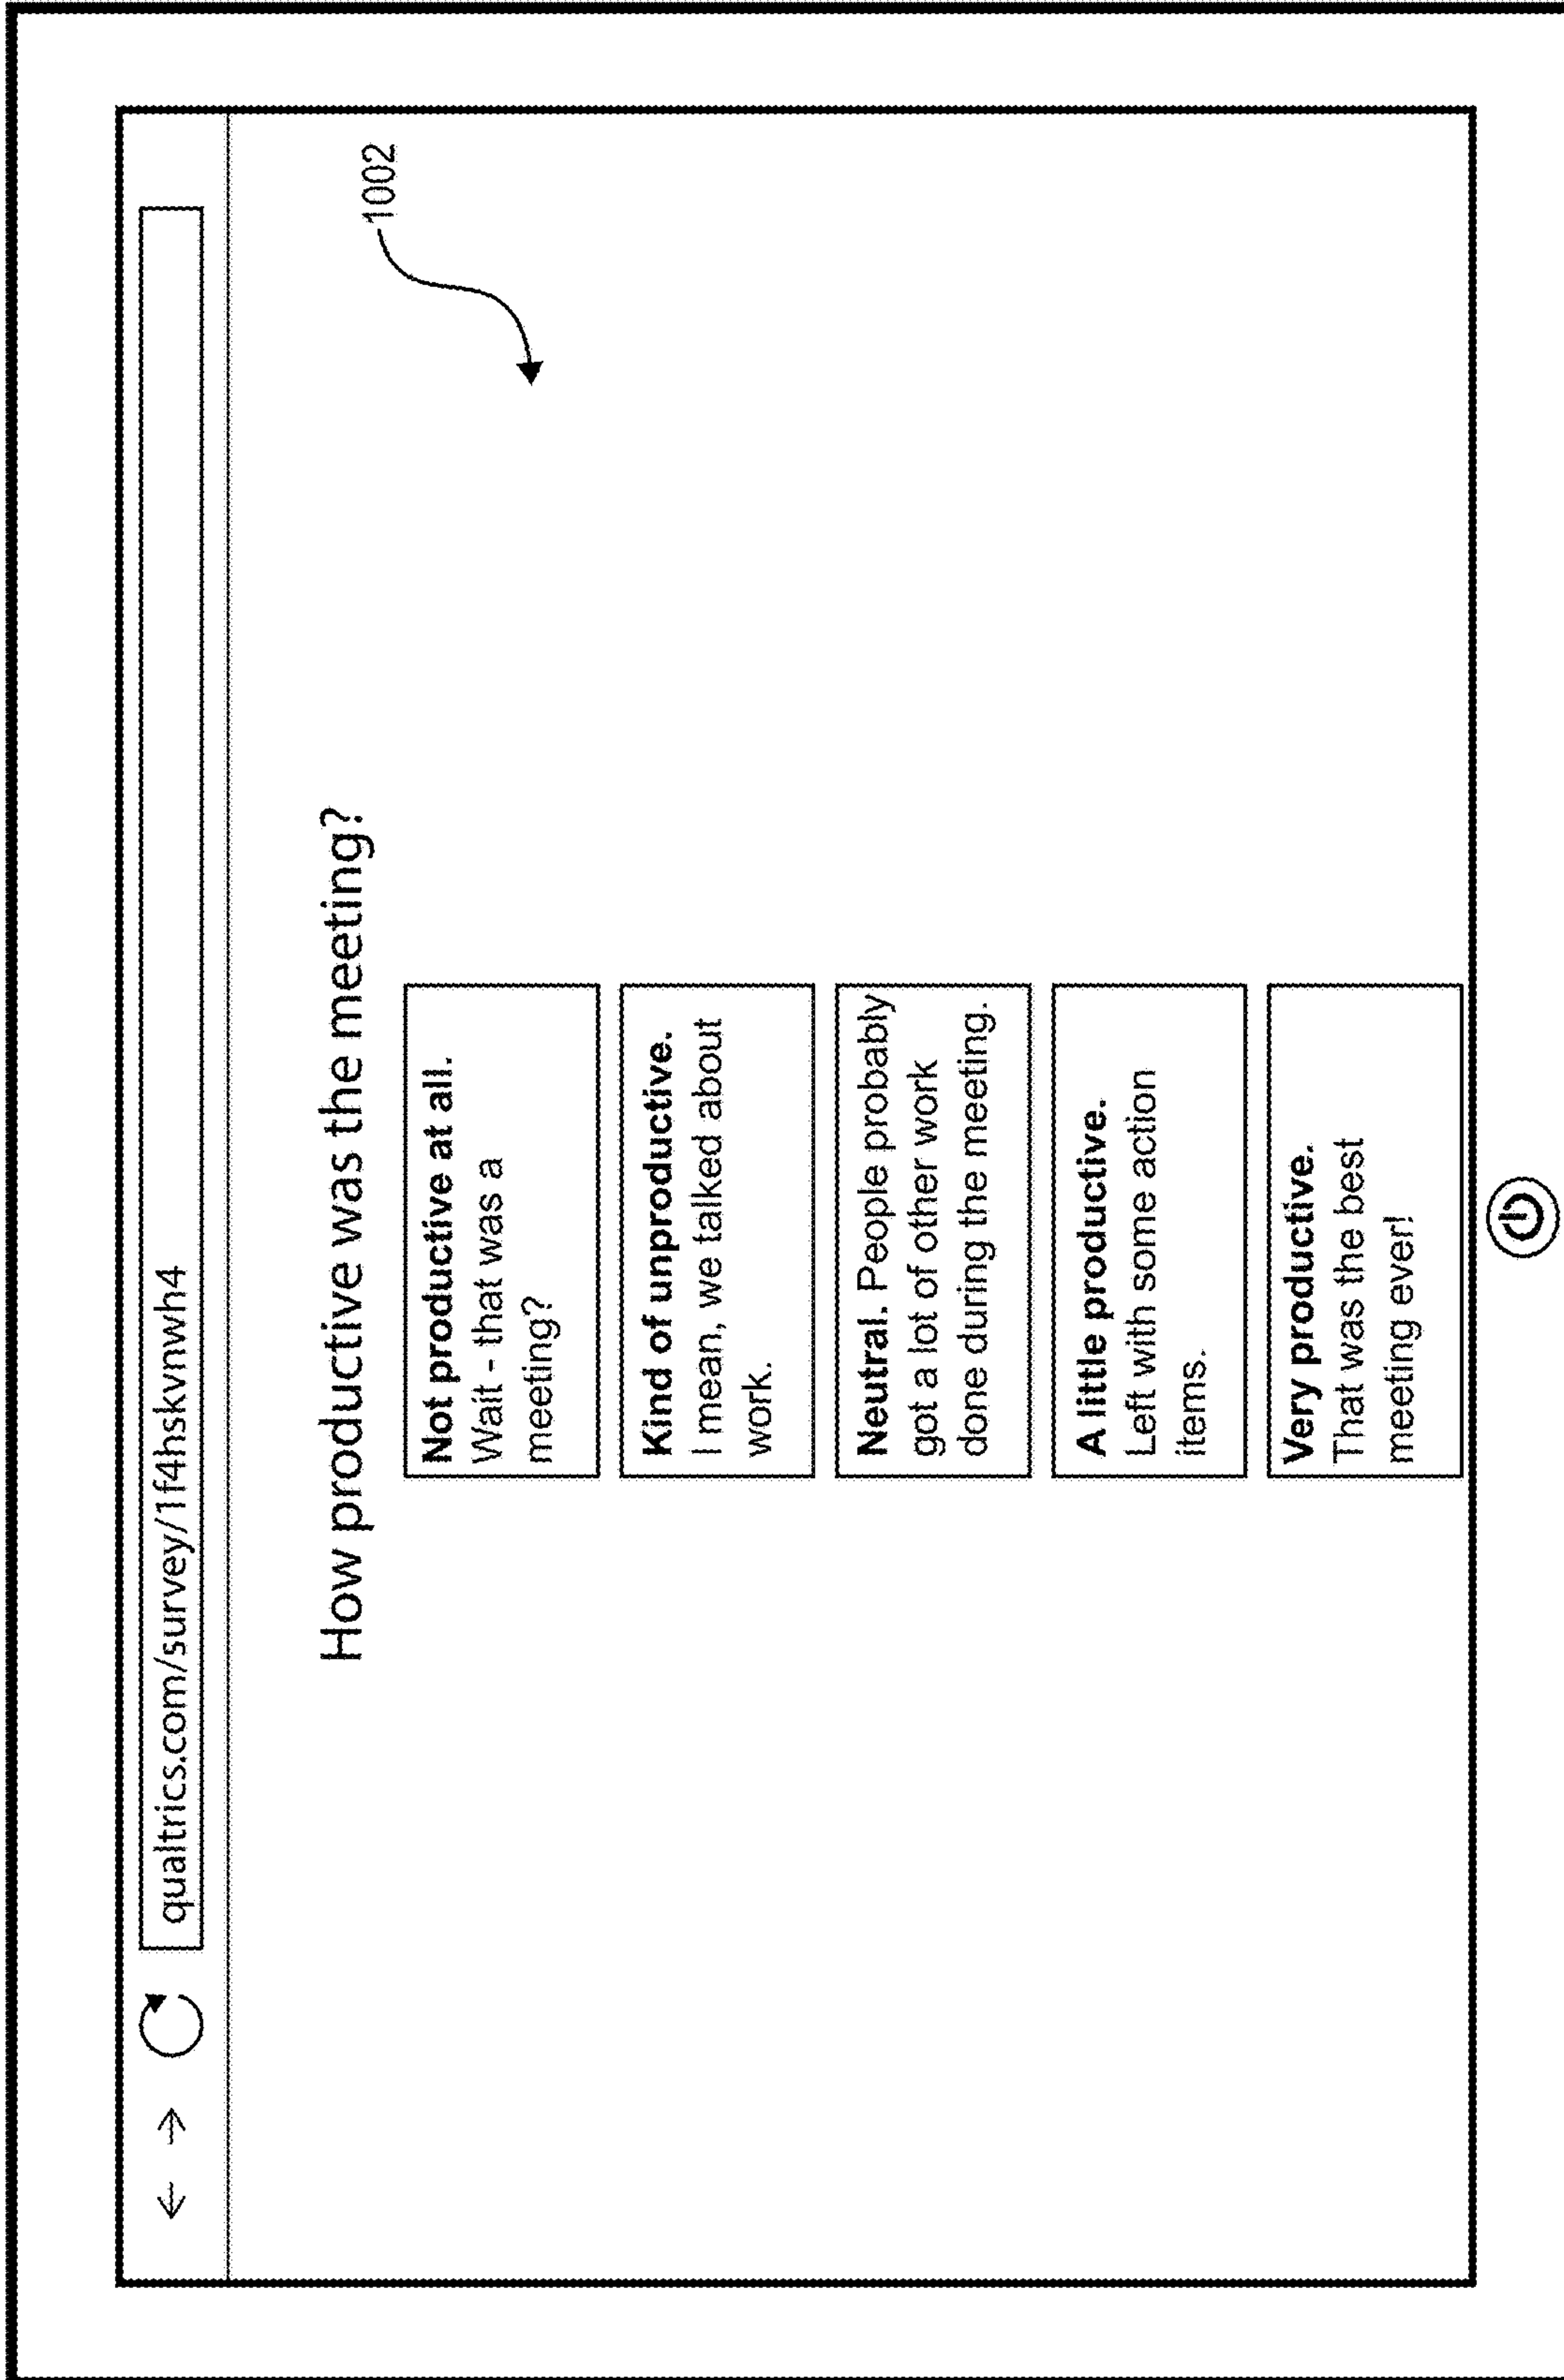 qualtrics.com/survey/1f4hskvnwh4
1002
How productive was the meeting?
Not productive at all.
Wait - that was a
meeting?
Kind of unproductive.
I mean, we talked about
work.
Neutral. People probably
got a lot of other work
done during the meeting.
A little productive.
Left with some action
items.
Very productive.
That was the best
meeting ever!